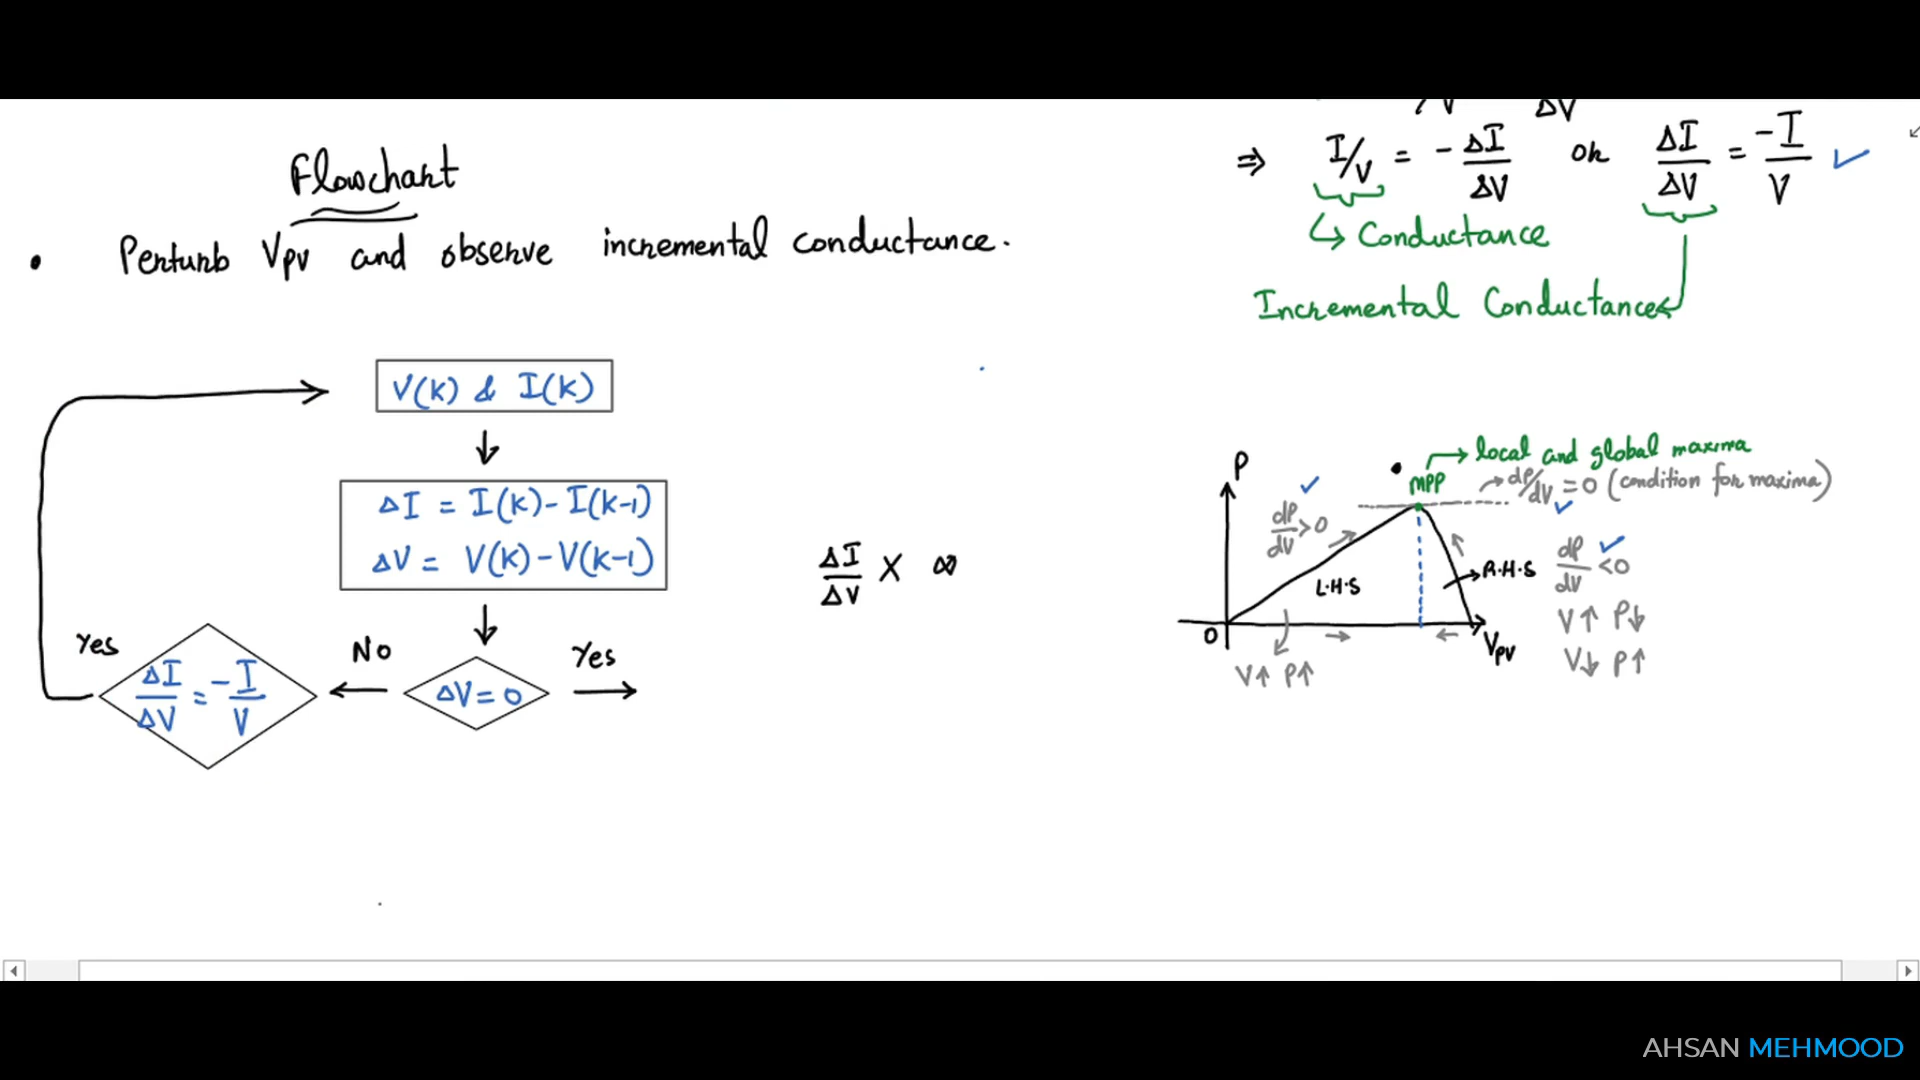 Flowchart
• Perturb Vpv and observe incremental conductance.
V(k) & I(k)
ΔI = I(k)-I(k-1)
ΔV = V(k)-V(k-1)
ΔV = 0
No
Yes
ΔI/ΔV = -I/V
Yes
ΔI/ΔV X ∞
ΔV
⇒ I/V = - ΔI/ΔV or ΔI/ΔV = -I/V ✓
↳ Conductance
Incremental Conductance
P
• MPP → local and global maxima
→ dP/dV = 0 (condition for maxima)
✓
dP/dV > 0 ✓
L.H.S
→ R.H.S
dP/dV < 0 ✓
V↑ P↓
V↓ P↑
0
Vpv
V↑ P↑
AHSAN MEHMOOD